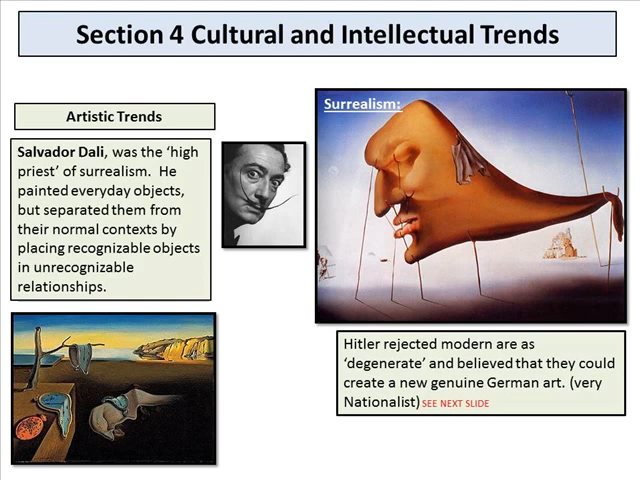 Section 4 Cultural and Intellectual Trends
Artistic Trends
Salvador Dali, was the ‘high
priest’ of surrealism.  He
painted everyday objects,
but separated them from
their normal contexts by
placing recognizable objects
in unrecognizable
relationships.
Surrealism:
Hitler rejected modern are as
‘degenerate’ and believed that they could
create a new genuine German art. (very
Nationalist) SEE NEXT SLIDE